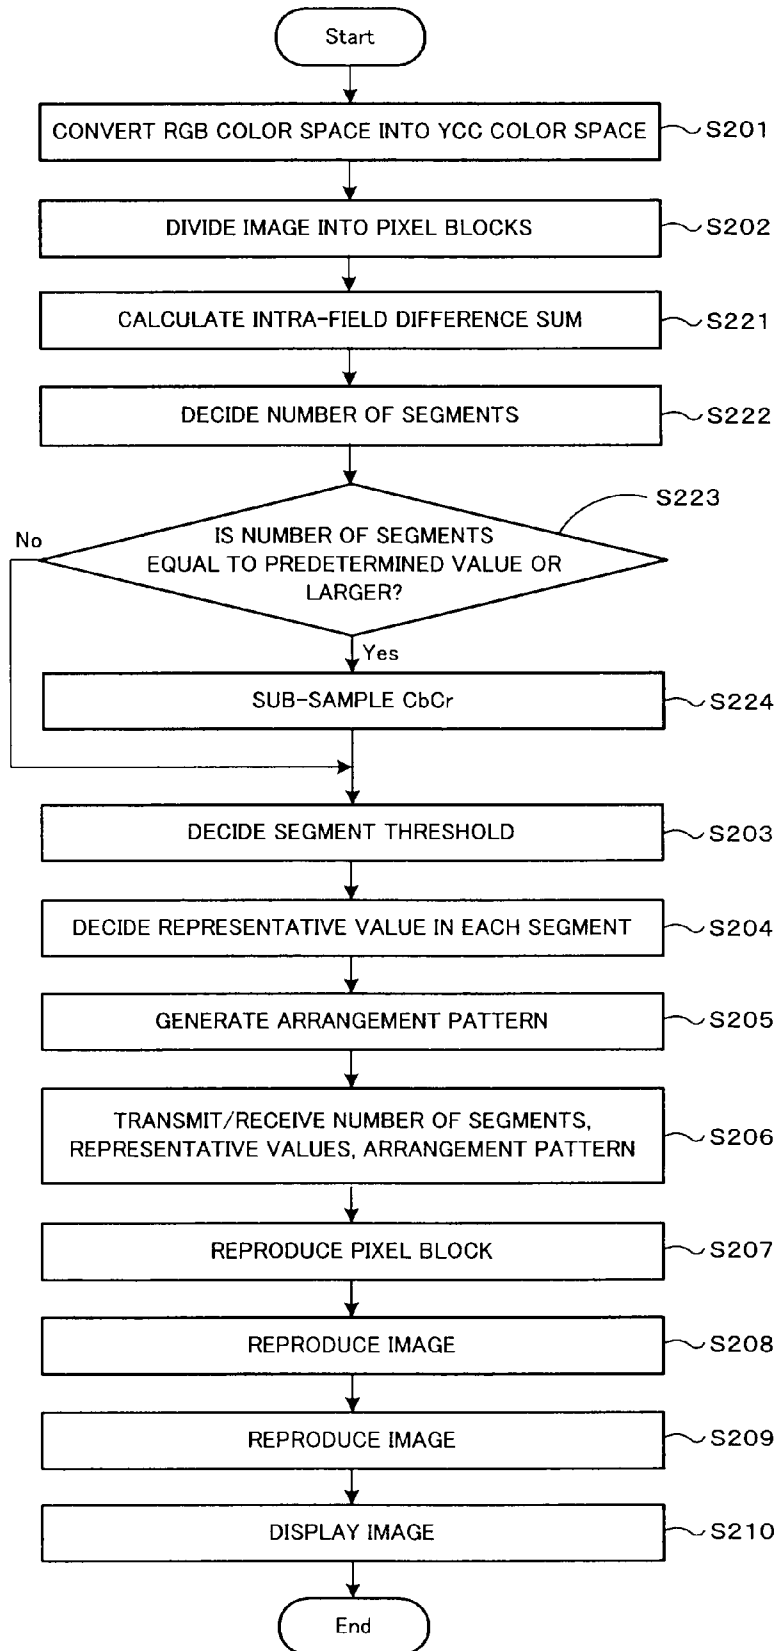 Start
CONVERT RGB COLOR SPACE INTO YCC COLOR SPACE
S201
DIVIDE IMAGE INTO PIXEL BLOCKS
S202
CALCULATE INTRA-FIELD DIFFERENCE SUM
S221
DECIDE NUMBER OF SEGMENTS
S222
S223
No
IS NUMBER OF SEGMENTS
EQUAL TO PREDETERMINED VALUE OR
LARGER?
Yes
SUB-SAMPLE CbCr
S224
DECIDE SEGMENT THRESHOLD
S203
DECIDE REPRESENTATIVE VALUE IN EACH SEGMENT
S204
GENERATE ARRANGEMENT PATTERN
S205
TRANSMIT/RECEIVE NUMBER OF SEGMENTS,
REPRESENTATIVE VALUES, ARRANGEMENT PATTERN
S206
REPRODUCE PIXEL BLOCK
S207
REPRODUCE IMAGE
S208
REPRODUCE IMAGE
S209
DISPLAY IMAGE
S210
End